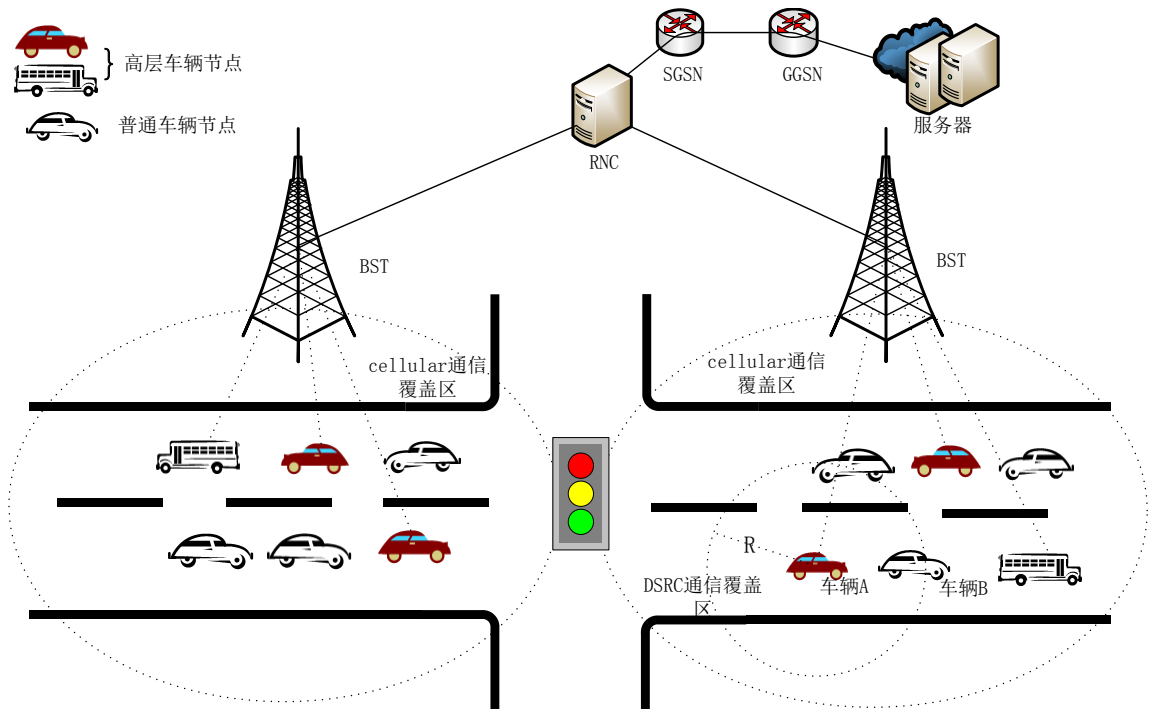 高层车辆节点
普通车辆节点
SGSN
GGSN
服务器
RNC
BST
BST
cellular通信
覆盖区
cellular通信
覆盖区
R
DSRC通信覆盖
区
车辆A
车辆B